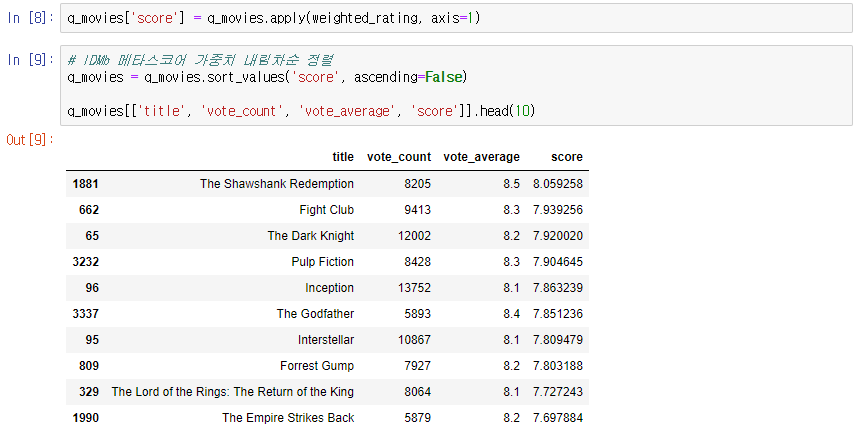 In [8]: q_movies['score'] = q_movies.apply(weighted_rating, axis=1)
In [9]: # IDMb 메타스코어 가중치 내림차순 정렬
q_movies = q_movies.sort_values('score', ascending=False)
q_movies[['title', 'vote_count', 'vote_average', 'score']].head(10)
Out[9]:
title vote_count vote_average score
1881 The Shawshank Redemption 8205 8.5 8.059258
662 Fight Club 9413 8.3 7.939256
65 The Dark Knight 12002 8.2 7.920020
3232 Pulp Fiction 8428 8.3 7.904645
96 Inception 13752 8.1 7.863239
3337 The Godfather 5893 8.4 7.851236
95 Interstellar 10867 8.1 7.809479
809 Forrest Gump 7927 8.2 7.803188
329 The Lord of the Rings: The Return of the King 8064 8.1 7.727243
1990 The Empire Strikes Back 5879 8.2 7.697884